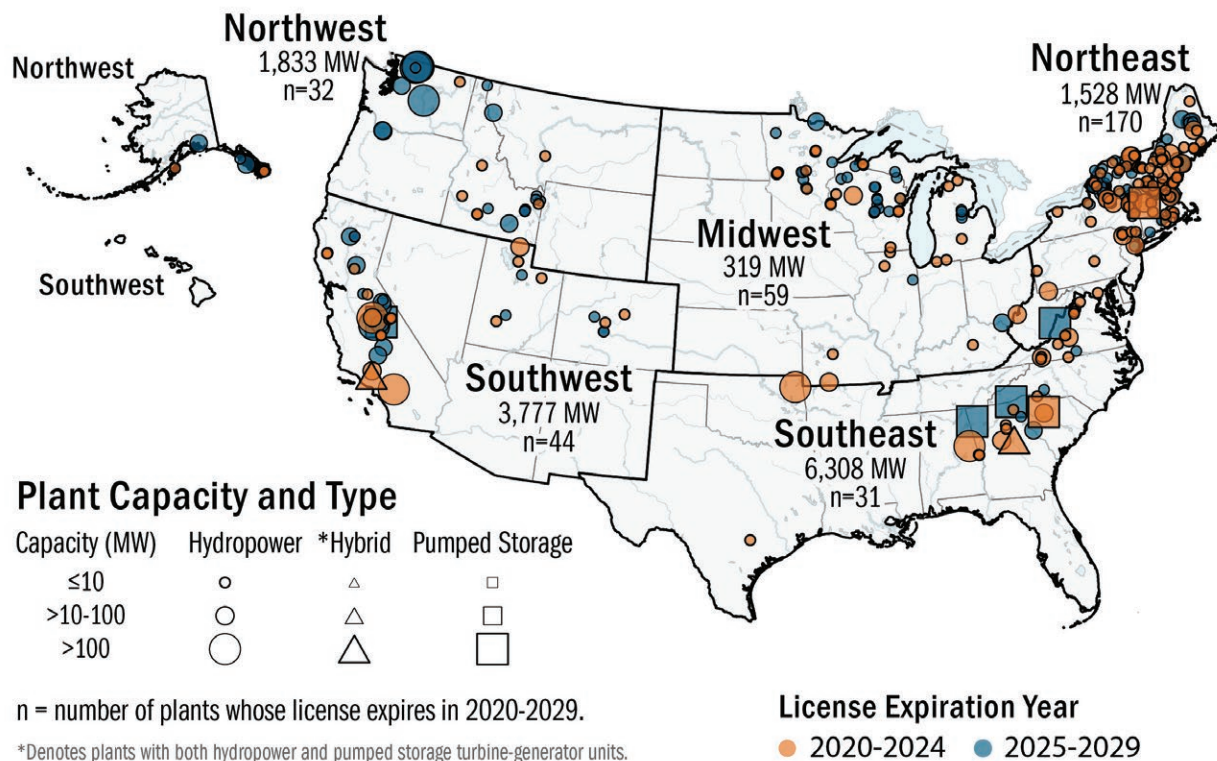 Northwest
1,833 MW
n=32
Northwest
Northeast
1,528 MW
n=170
Southwest
Midwest
319 MW
n=59
Southwest
3,777 MW
n=44
Southeast
6,308 MW
n=31
Plant Capacity and Type
Capacity (MW) Hydropower *Hybrid Pumped Storage
≤10
>10-100
>100
n = number of plants whose license expires in 2020-2029.
*Denotes plants with both hydropower and pumped storage turbine-generator units.
License Expiration Year
2020-2024 2025-2029